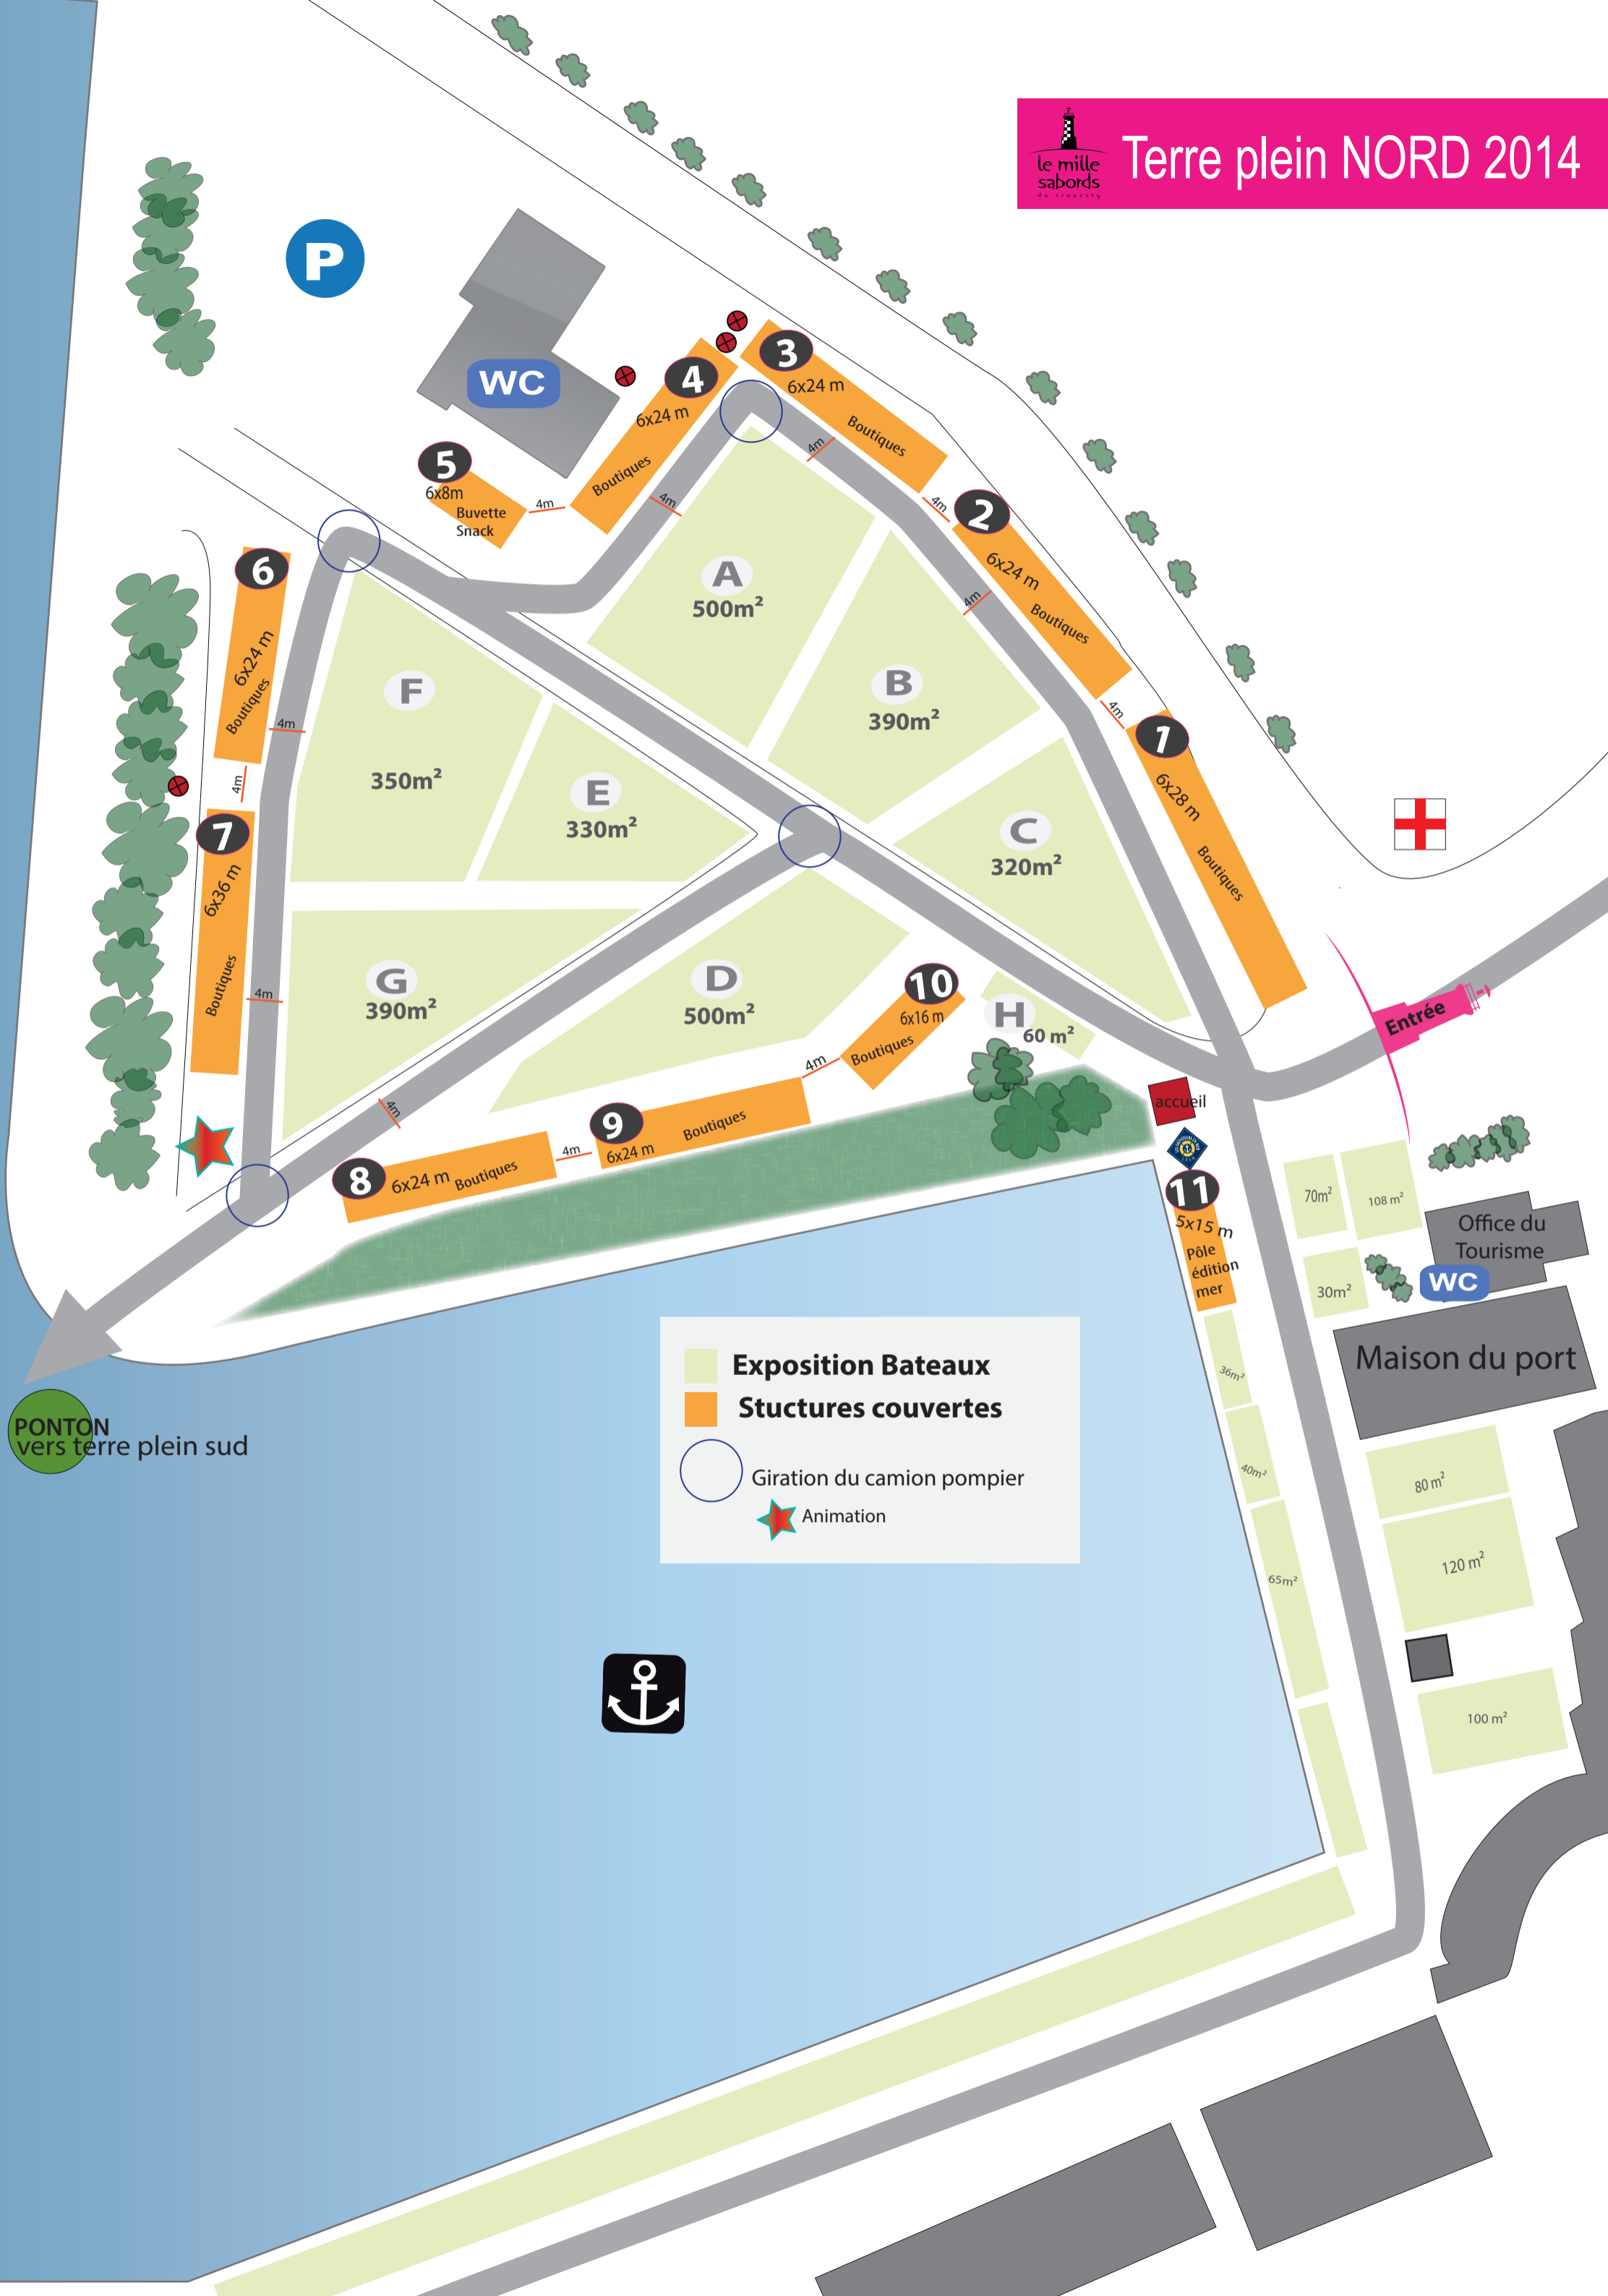 le mille
sabords
du crouesty
Terre plein NORD 2014
P
WC
3
6x24 m
Boutiques
4
6x24 m
Boutiques
4m
4m
5
6x8m
Buvette
Snack
4m
4m
2
6x24 m
Boutiques
4m
6
6x24 m
Boutiques
A
500m²
B
390m²
4m
F
350m²
4m
1
6x28 m
Boutiques
4m
E
330m²
C
320m²
7
6x36 m
Boutiques
4m
G
390m²
D
500m²
10
6x16 m
Boutiques
H
60 m²
Entrée
4m
4m
accueil
9
6x24 m
Boutiques
4m
8
6x24 m
Boutiques
11
5x15 m
Pôle
édition
mer
70m²
108 m²
Office du
Tourisme
30m²
WC
Maison du port
36m²
40m²
65m²
80 m²
120 m²
100 m²
Exposition Bateaux
Stuctures couvertes
Giration du camion pompier
Animation
PONTON
vers terre plein sud